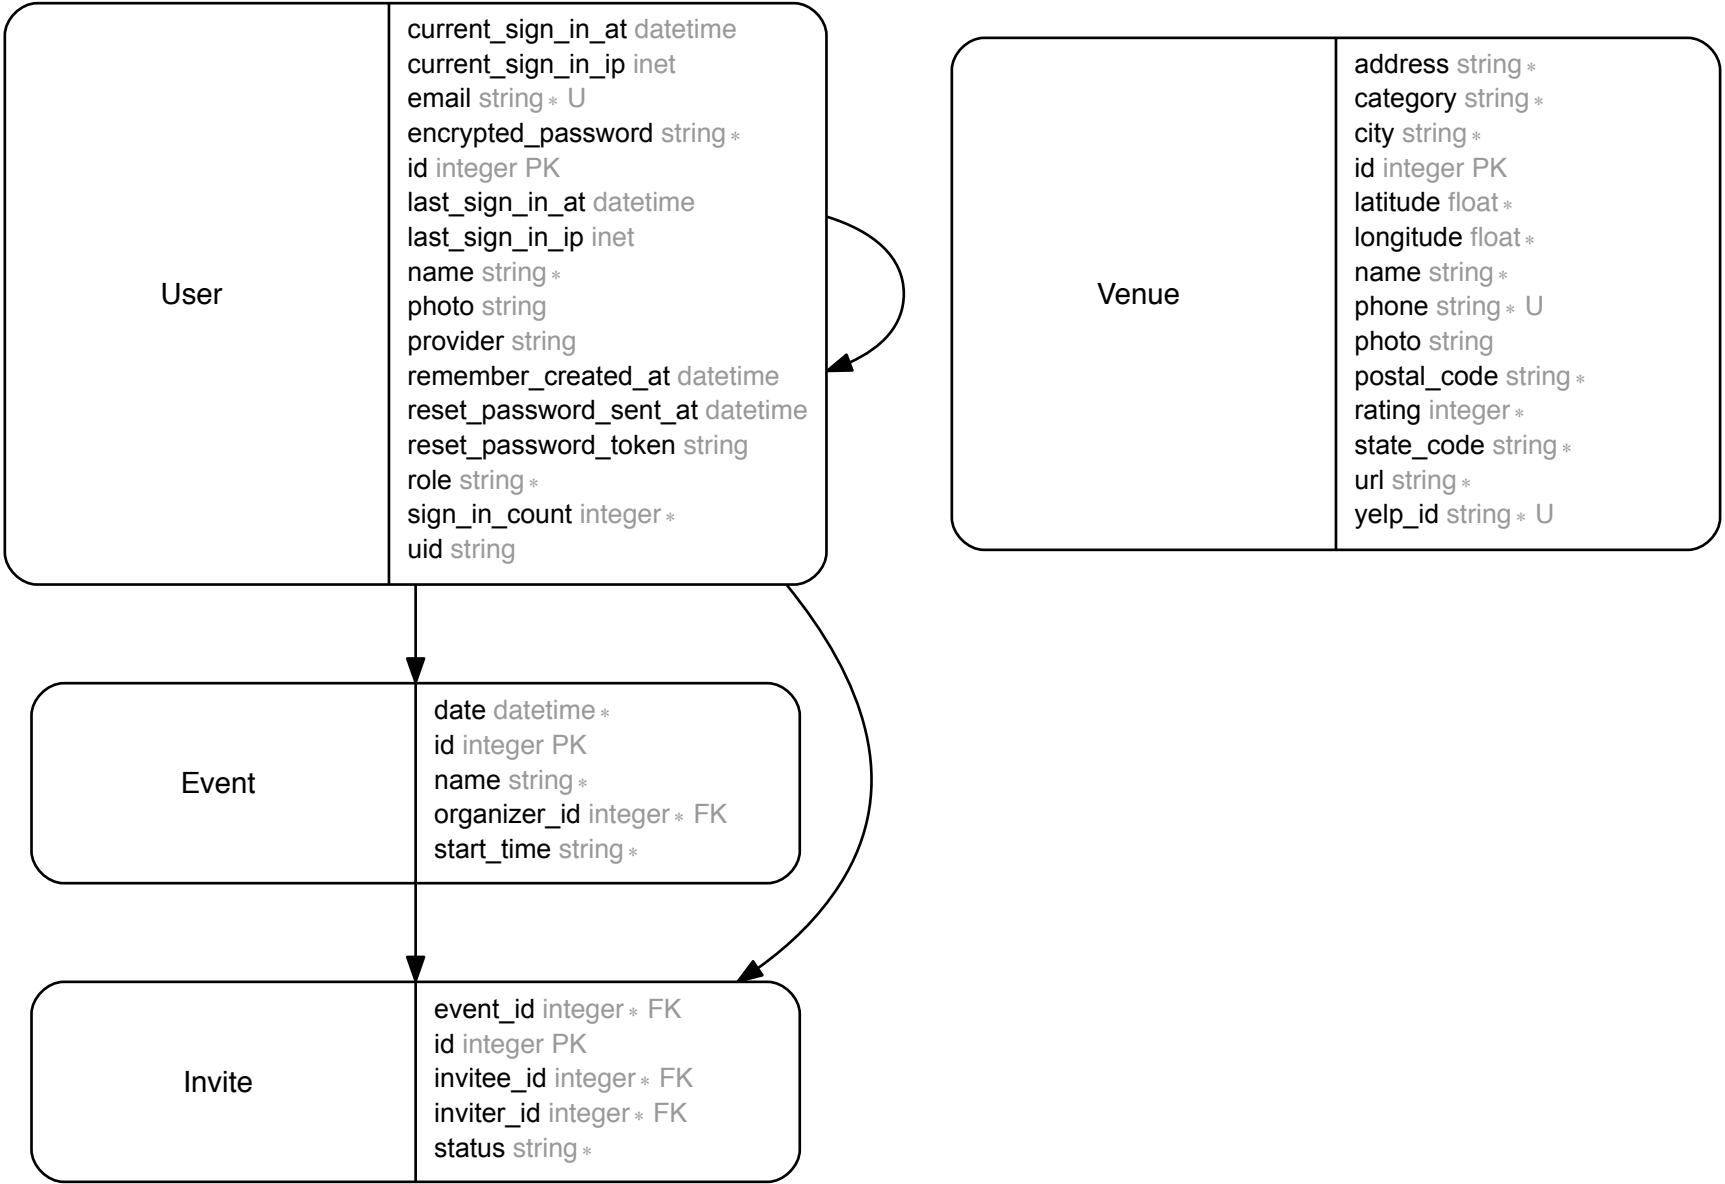 User
current_sign_in_at datetime
current_sign_in_ip inet
email string * U
encrypted_password string *
id integer PK
last_sign_in_at datetime
last_sign_in_ip inet
name string *
photo string
provider string
remember_created_at datetime
reset_password_sent_at datetime
reset_password_token string
role string *
sign_in_count integer *
uid string
Venue
address string *
category string *
city string *
id integer PK
latitude float *
longitude float *
name string *
phone string * U
photo string
postal_code string *
rating integer *
state_code string *
url string *
yelp_id string * U
Event
date datetime *
id integer PK
name string *
organizer_id integer * FK
start_time string *
Invite
event_id integer * FK
id integer PK
invitee_id integer * FK
inviter_id integer * FK
status string *